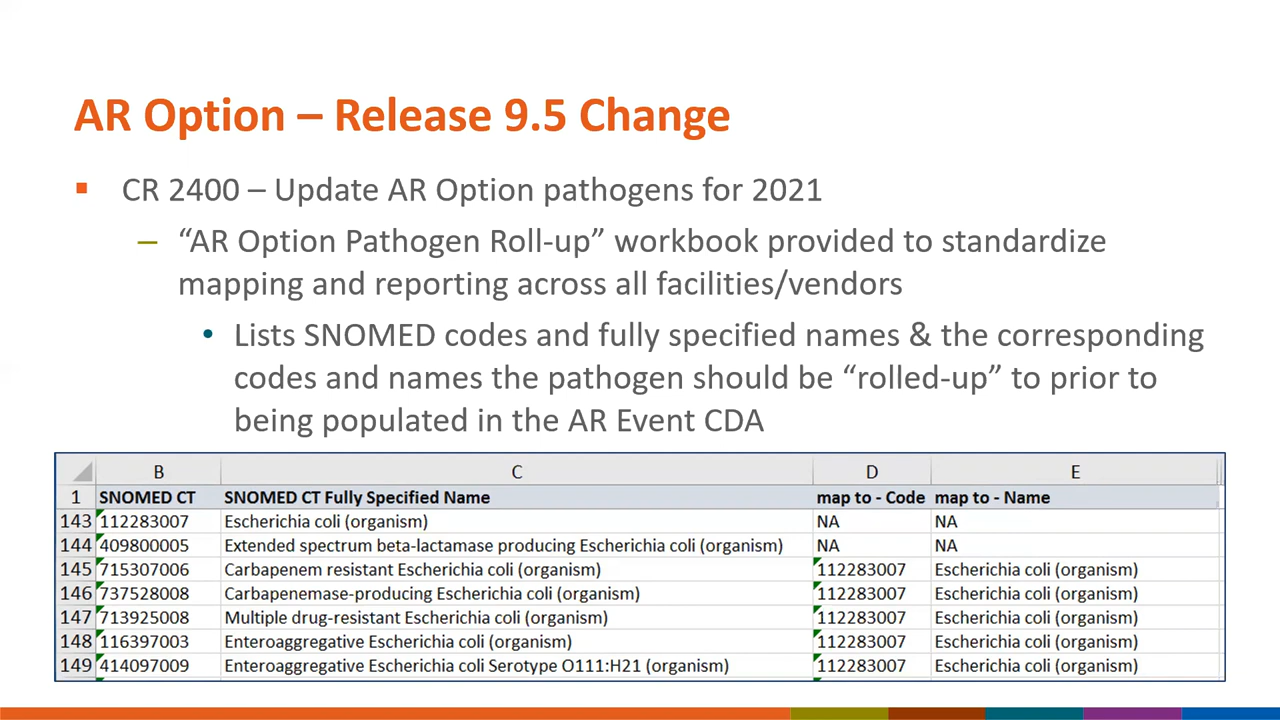 AR Option – Release 9.5 Change
CR 2400 – Update AR Option pathogens for 2021
“AR Option Pathogen Roll-up” workbook provided to standardize
mapping and reporting across all facilities/vendors
Lists SNOMED codes and fully specified names & the corresponding
codes and names the pathogen should be “rolled-up” to prior to
being populated in the AR Event CDA
B C D E
1 SNOMED CT SNOMED CT Fully Specified Name map to - Code map to - Name
143 112283007 Escherichia coli (organism) NA NA
144 409800005 Extended spectrum beta-lactamase producing Escherichia coli (organism) NA NA
145 715307006 Carbapenem resistant Escherichia coli (organism) 112283007 Escherichia coli (organism)
146 737528008 Carbapenemase-producing Escherichia coli (organism) 112283007 Escherichia coli (organism)
147 713925008 Multiple drug-resistant Escherichia coli (organism) 112283007 Escherichia coli (organism)
148 116397003 Enteroaggregative Escherichia coli (organism) 112283007 Escherichia coli (organism)
149 414097009 Enteroaggregative Escherichia coli Serotype O111:H21 (organism) 112283007 Escherichia coli (organism)